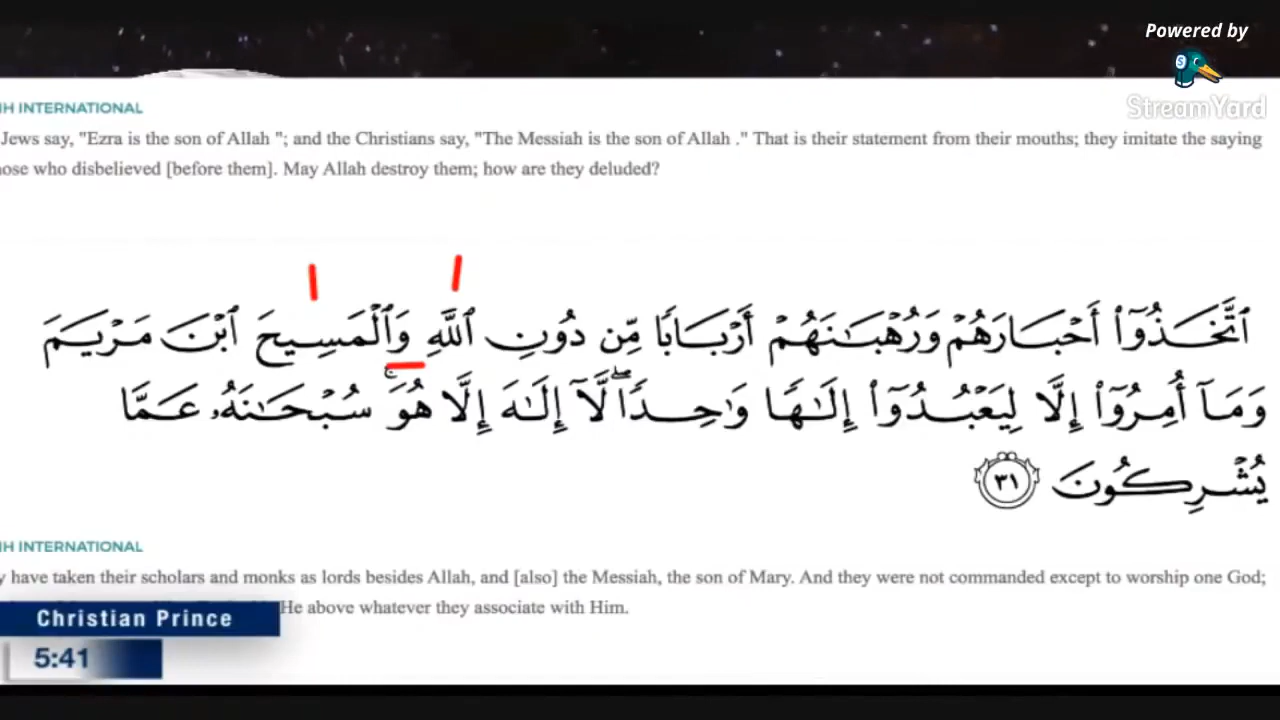 Powered by
StreamYard
IH INTERNATIONAL
Jews say, "Ezra is the son of Allah "; and the Christians say, "The Messiah is the son of Allah ." That is their statement from their mouths; they imitate the saying
ose who disbelieved [before them]. May Allah destroy them; how are they deluded?
ٱتَّخَذُوٓا۟ أَحْبَارَهُمْ وَرُهْبَـٰنَهُمْ أَرْبَابًا مِّن دُونِ ٱللَّهِ وَٱلْمَسِيحَ ٱبْنَ مَرْيَمَ
وَمَآ أُمِرُوٓا۟ إِلَّا لِيَعْبُدُوٓا۟ إِلَـٰهًا وَٰحِدًا ۖ لَّآ إِلَـٰهَ إِلَّا هُوَ ۚ سُبْحَـٰنَهُۥ عَمَّا
يُشْرِكُونَ ٣١
IH INTERNATIONAL
y have taken their scholars and monks as lords besides Allah, and [also] the Messiah, the son of Mary. And they were not commanded except to worship one God;
He above whatever they associate with Him.
Christian Prince
5:41